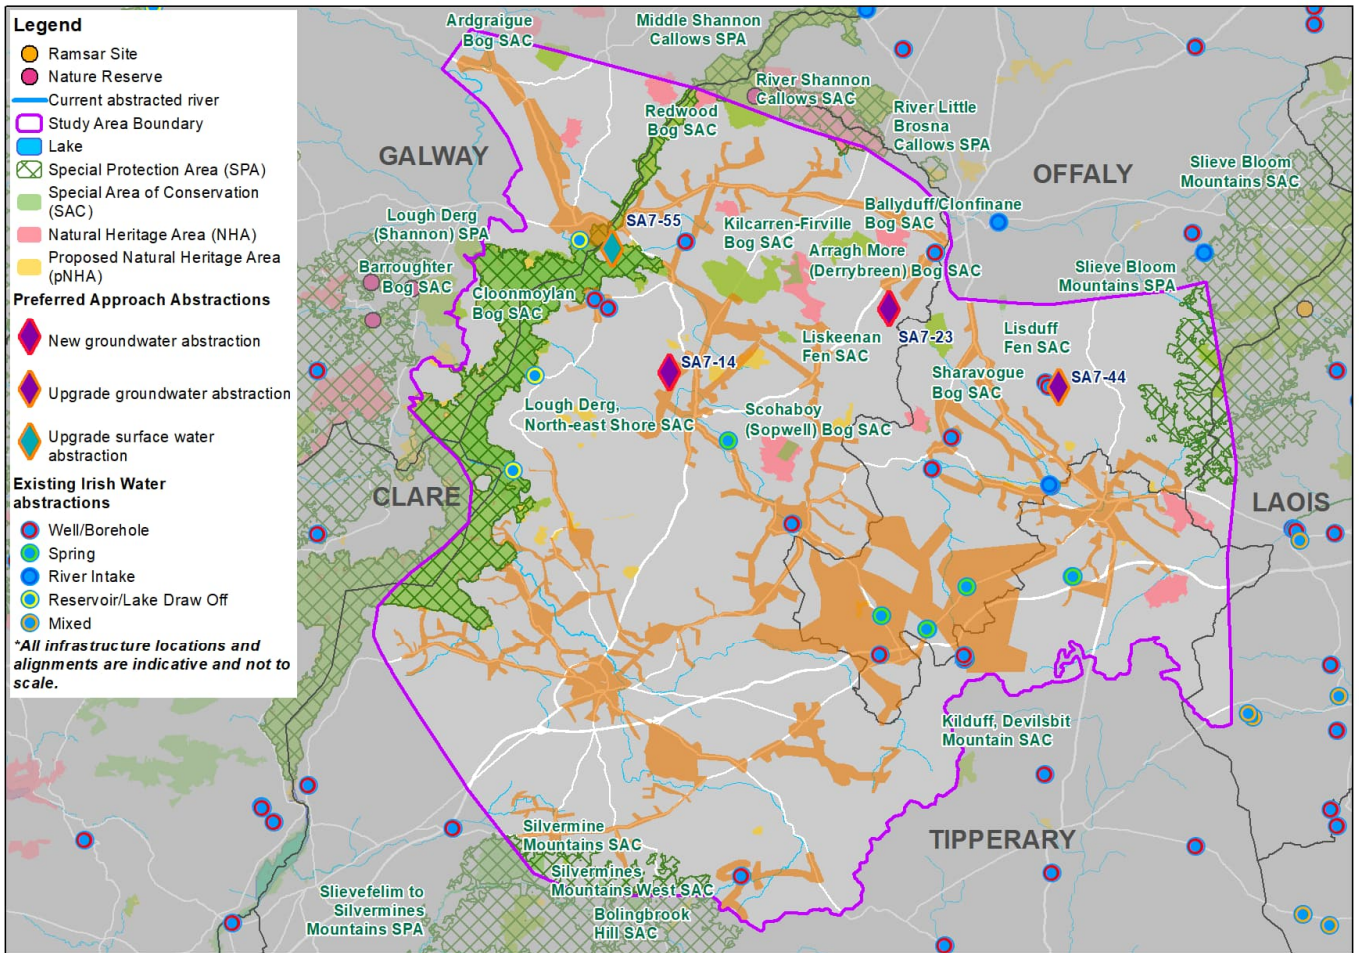 Legend
Ramsar Site
Nature Reserve
Current abstracted river
Study Area Boundary
Lake
Special Protection Area (SPA)
Special Area of Conservation
(SAC)
Natural Heritage Area (NHA)
Proposed Natural Heritage Area
(pNHA)
Preferred Approach Abstractions
New groundwater abstraction
Upgrade groundwater abstraction
Upgrade surface water
abstraction
Existing Irish Water
abstractions
Well/Borehole
Spring
River Intake
Reservoir/Lake Draw Off
Mixed
*All infrastructure locations and
alignments are indicative and not to
scale.
Ardgraigue
Bog SAC
Middle Shannon
Callows SPA
River Shannon
Callows SAC
Redwood
Bog SAC
River Little
Brosna
Callows SPA
GALWAY
OFFALY
Slieve Bloom
Mountains SAC
Lough Derg
(Shannon) SPA
SA7-55
Kilcarren-Firville
Bog SAC
Ballyduff/Clonfinane
Bog SAC
Arragh More
(Derrybreen) Bog SAC
Barroughter
Bog SAC
Cloonmoylan
Bog SAC
Slieve Bloom
Mountains SPA
Liskeenan
Fen SAC
SA7-23
Lisduff
Fen SAC
SA7-14
Sharavogue
Bog SAC
SA7-44
Lough Derg,
North-east Shore SAC
Scohaboy
(Sopwell) Bog SAC
CLARE
LAOIS
Kilduff, Devilsbit
Mountain SAC
TIPPERARY
Silvermine
Mountains SAC
Silvermines
Mountains West SAC
Slievefelim to
Silvermines
Mountains SPA
Bolingbrook
Hill SAC